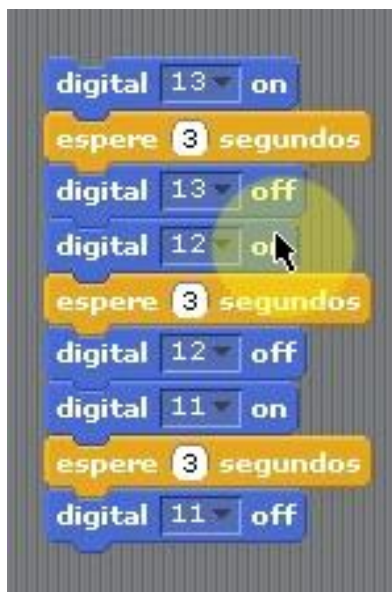 digital 13 on
espere 3 segundos
digital 13 off
digital 12 on
espere 3 segundos
digital 12 off
digital 11 on
espere 3 segundos
digital 11 off